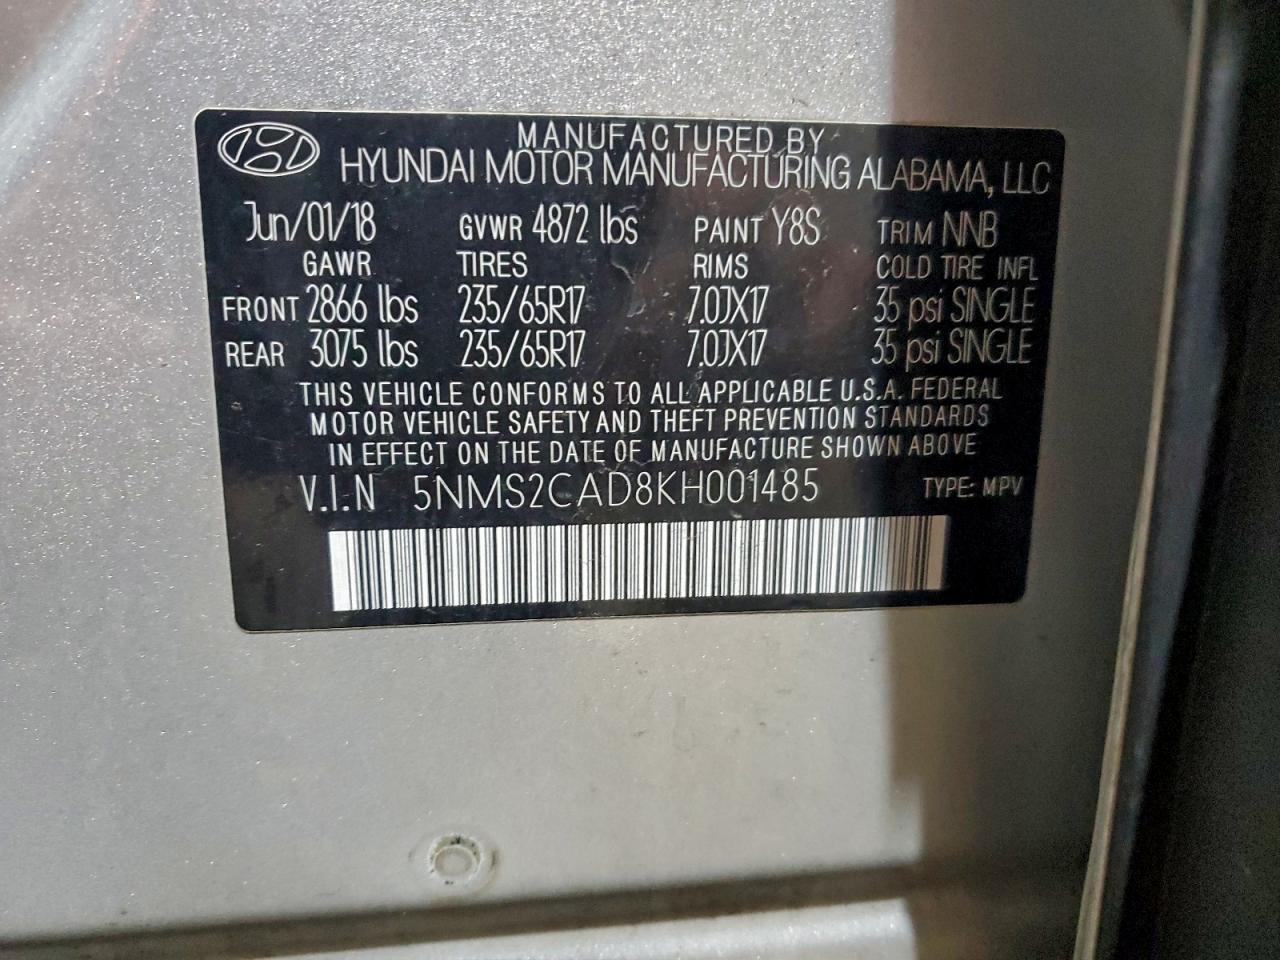 MANUFACTURED BY
HYUNDAI MOTOR MANUFACTURING ALABAMA, LLC
Jun/01/18 GVWR 4872 lbs PAINT Y8S TRIM NNB
GAWR TIRES RIMS COLD TIRE INFL
FRONT 2866 lbs 235/65R17 7.0JX17 35 psi SINGLE
REAR 3075 lbs 235/65R17 7.0JX17 35 psi SINGLE
THIS VEHICLE CONFORMS TO ALL APPLICABLE U.S.A. FEDERAL
MOTOR VEHICLE SAFETY AND THEFT PREVENTION STANDARDS
IN EFFECT ON THE DATE OF MANUFACTURE SHOWN ABOVE
V.I.N 5NMS2CAD8KH001485 TYPE: MPV